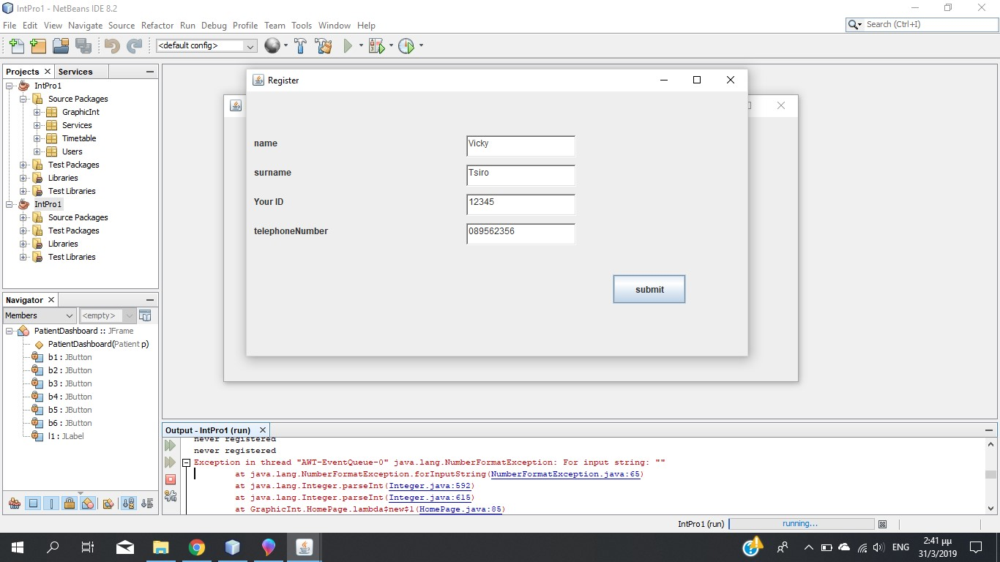 IntPro1 - NetBeans IDE 8.2
File Edit View Navigate Source Refactor Run Debug Profile Team Tools Window Help
Search (Ctrl+I)
<default config>
Projects
Services
IntPro1
Source Packages
GraphicInt
Services
Timetable
Users
Test Packages
Libraries
Test Libraries
IntPro1
Source Packages
Test Packages
Libraries
Test Libraries
Navigator
Members
<empty>
PatientDashboard :: JFrame
PatientDashboard(Patient p)
b1 : JButton
b2 : JButton
b3 : JButton
b4 : JButton
b5 : JButton
b6 : JButton
l1 : JLabel
Register
name Vicky
surname Tsiro
Your ID 12345
telephoneNumber 089562356
submit
Output - IntPro1 (run)
never registered
never registered
Exception in thread "AWT-EventQueue-0" java.lang.NumberFormatException: For input string: ""
at java.lang.NumberFormatException.forInputString(NumberFormatException.java:65)
at java.lang.Integer.parseInt(Integer.java:592)
at java.lang.Integer.parseInt(Integer.java:615)
at GraphicInt.HomePage.lambda$new$1(HomePage.java:85)
IntPro1 (run)
running...
ENG
2:41 μμ
31/3/2019